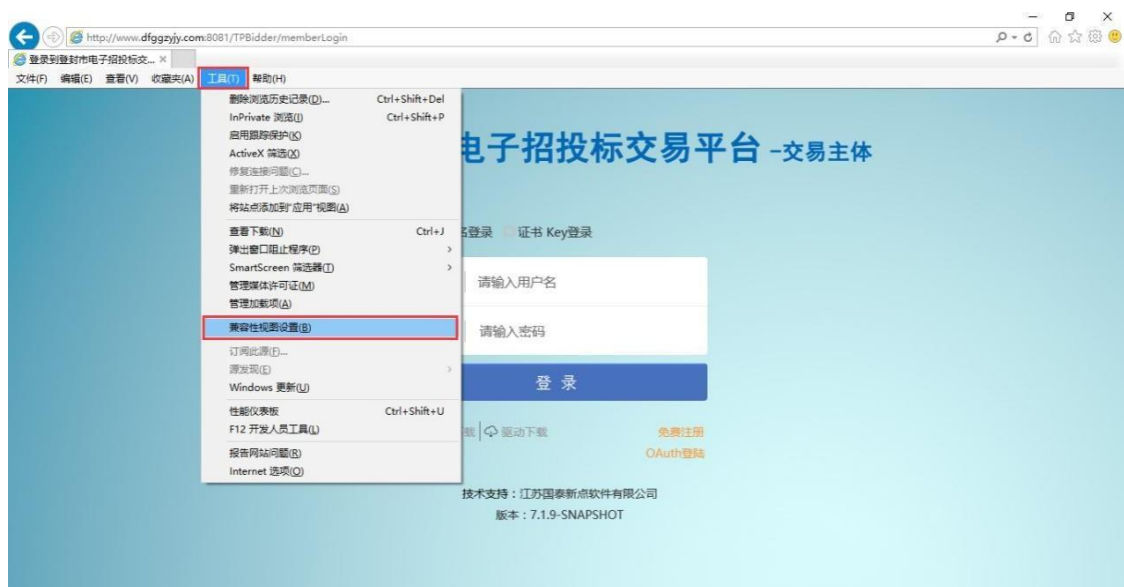 http://www.dfggzyjy.com:8081/TPBidder/memberLogin
登录到登封市电子招投标交... ×
文件(F) 编辑(E) 查看(V) 收藏夹(A) 工具(T) 帮助(H)
删除浏览历史记录(D)... Ctrl+Shift+Del
InPrivate 浏览(I) Ctrl+Shift+P
启用跟踪保护(K)
ActiveX 筛选(X)
修复连接问题(C)...
重新打开上次浏览页面(S)
将站点添加到"应用"视图(A)
查看下载(N) Ctrl+J
弹出窗口阻止程序(P)
SmartScreen 筛选器(T)
管理媒体许可证(M)
管理加载项(A)
兼容性视图设置(B)
订阅此源(F)...
源发现(E)
Windows 更新(U)
性能仪表板 Ctrl+Shift+U
F12 开发人员工具(L)
报告网站问题(R)
Internet 选项(O)
电子招投标交易平台 -交易主体
登录 证书 Key登录
请输入用户名
请输入密码
登 录
载 驱动下载 免费注册
OAuth登陆
技术支持：江苏国泰新点软件有限公司
版本：7.1.9-SNAPSHOT